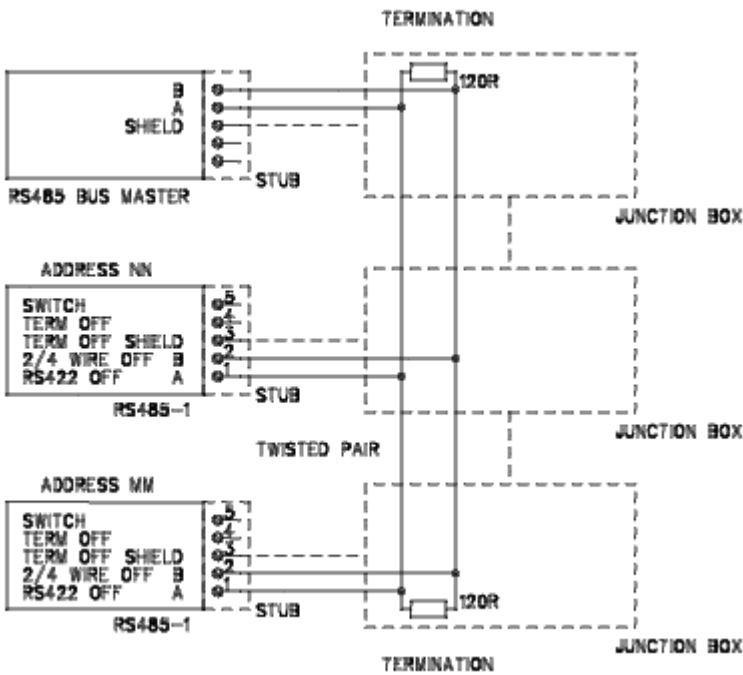 TERMINATION
120R
B
A
SHIELD
STUB
RS485 BUS MASTER
JUNCTION BOX
ADDRESS NN
SWITCH 5
TERM OFF 4
TERM OFF SHIELD 3
2/4 WIRE OFF B 2
RS422 OFF A 1
STUB
RS485-1
JUNCTION BOX
TWISTED PAIR
ADDRESS MM
SWITCH 5
TERM OFF 4
TERM OFF SHIELD 3
2/4 WIRE OFF B 2
RS422 OFF A 1
120R
STUB
RS485-1
JUNCTION BOX
TERMINATION